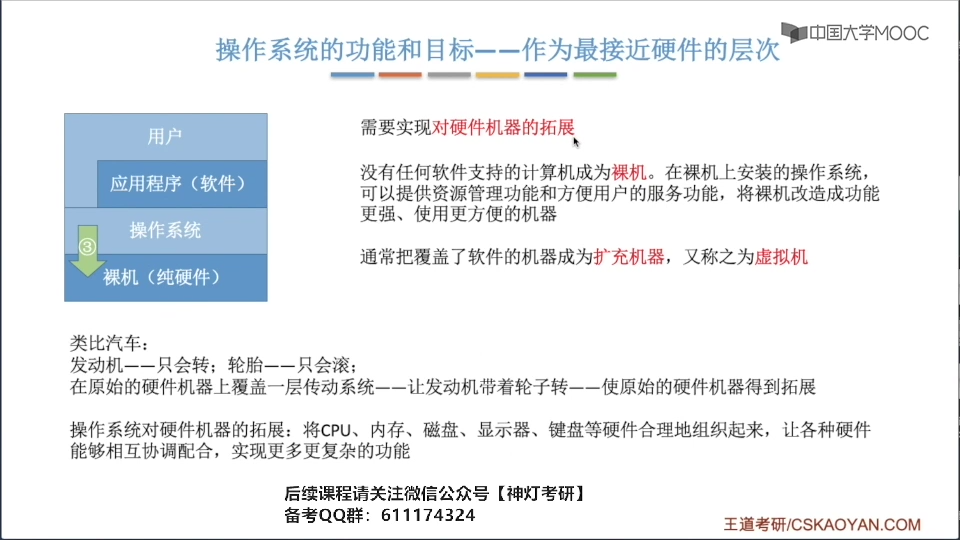 中国大学MOOC
操作系统的功能和目标——作为最接近硬件的层次
用户
应用程序（软件）
操作系统
③
裸机（纯硬件）
需要实现对硬件机器的拓展
没有任何软件支持的计算机成为裸机。在裸机上安装的操作系统，
可以提供资源管理功能和方便用户的服务功能，将裸机改造成功能
更强、使用更方便的机器
通常把覆盖了软件的机器成为扩充机器，又称之为虚拟机
类比汽车：
发动机——只会转；轮胎——只会滚；
在原始的硬件机器上覆盖一层传动系统——让发动机带着轮子转——使原始的硬件机器得到拓展
操作系统对硬件机器的拓展：将CPU、内存、磁盘、显示器、键盘等硬件合理地组织起来，让各种硬件
能够相互协调配合，实现更多更复杂的功能
后续课程请关注微信公众号【神灯考研】
备考QQ群：611174324
王道考研/CSKAOYAN.COM